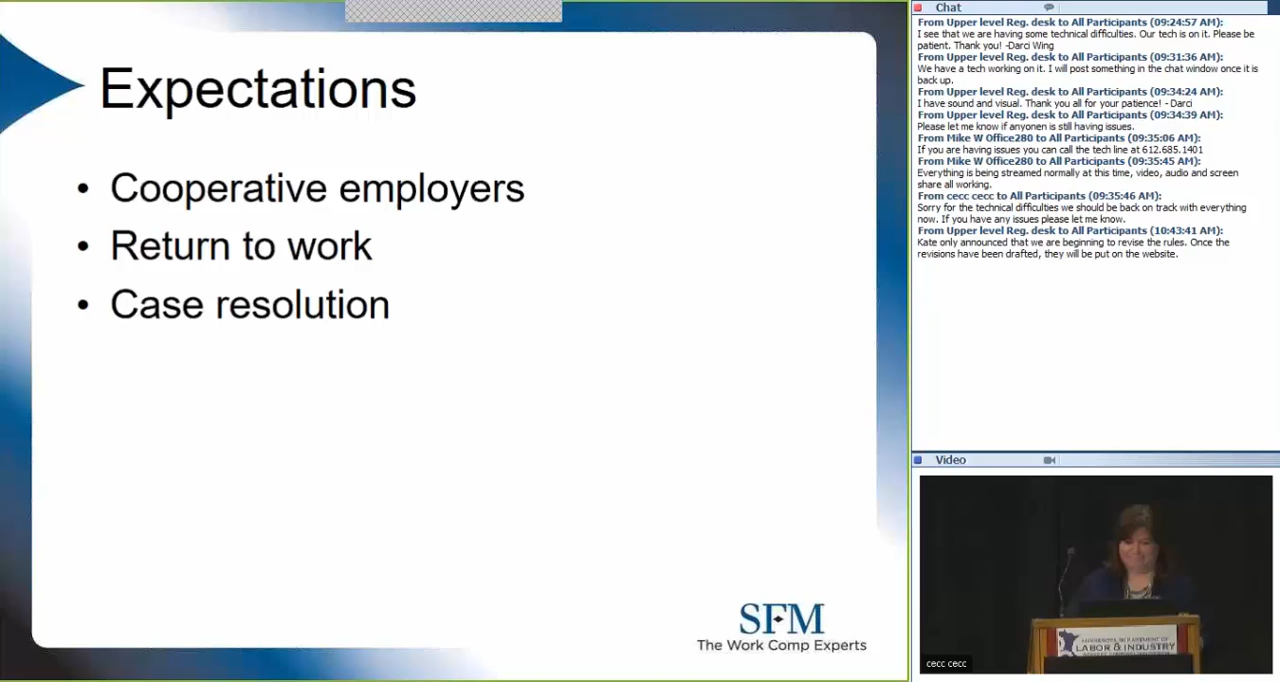 Expectations
• Cooperative employers
• Return to work
• Case resolution
SFM
The Work Comp Experts
Chat
From Upper level Reg. desk to All Participants (09:24:57 AM):
I see that we are having some technical difficulties. Our tech is on it. Please be
patient. Thank you! -Darci Wing
From Upper level Reg. desk to All Participants (09:31:36 AM):
We have a tech working on it. I will post something in the chat window once it is
back up.
From Upper level Reg. desk to All Participants (09:34:24 AM):
I have sound and visual. Thank you all for your patience! - Darci
From Upper level Reg. desk to All Participants (09:34:39 AM):
Please let me know if anyonen is still having issues.
From Mike W Office280 to All Participants (09:35:06 AM):
If you are having issues you can call the tech line at 612.685.1401
From Mike W Office280 to All Participants (09:35:45 AM):
Everything is being streamed normally at this time, video, audio and screen
share all working.
From cecc cecc to All Participants (09:35:46 AM):
Sorry for the technical difficulties we should be back on track with everything
now. If you have any issues please let me know.
From Upper level Reg. desk to All Participants (10:43:41 AM):
Kate only announced that we are beginning to revise the rules. Once the
revisions have been drafted, they will be put on the website.
Video
MINNESOTA DEPARTMENT OF
LABOR & INDUSTRY
cecc cecc